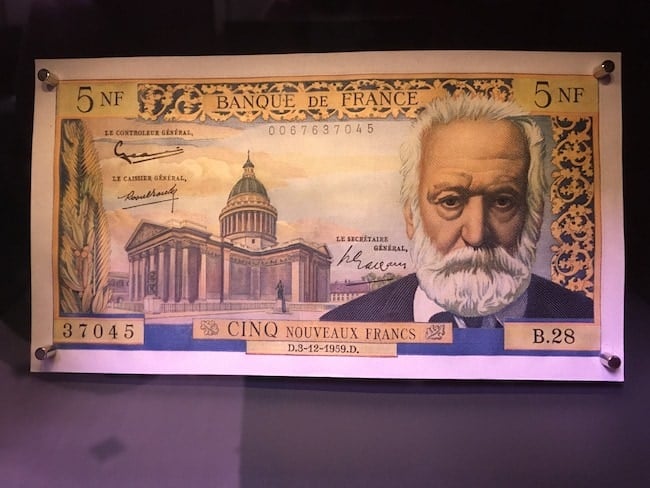 5 NF
BANQUE DE FRANCE
5 NF
0067637045
LE CONTROLEUR GÉNÉRAL,
LE CAISSIER GÉNÉRAL,
LE SECRÉTAIRE
GÉNÉRAL,
37045
CINQ NOUVEAUX FRANCS
B.28
D.3-12-1959.D.